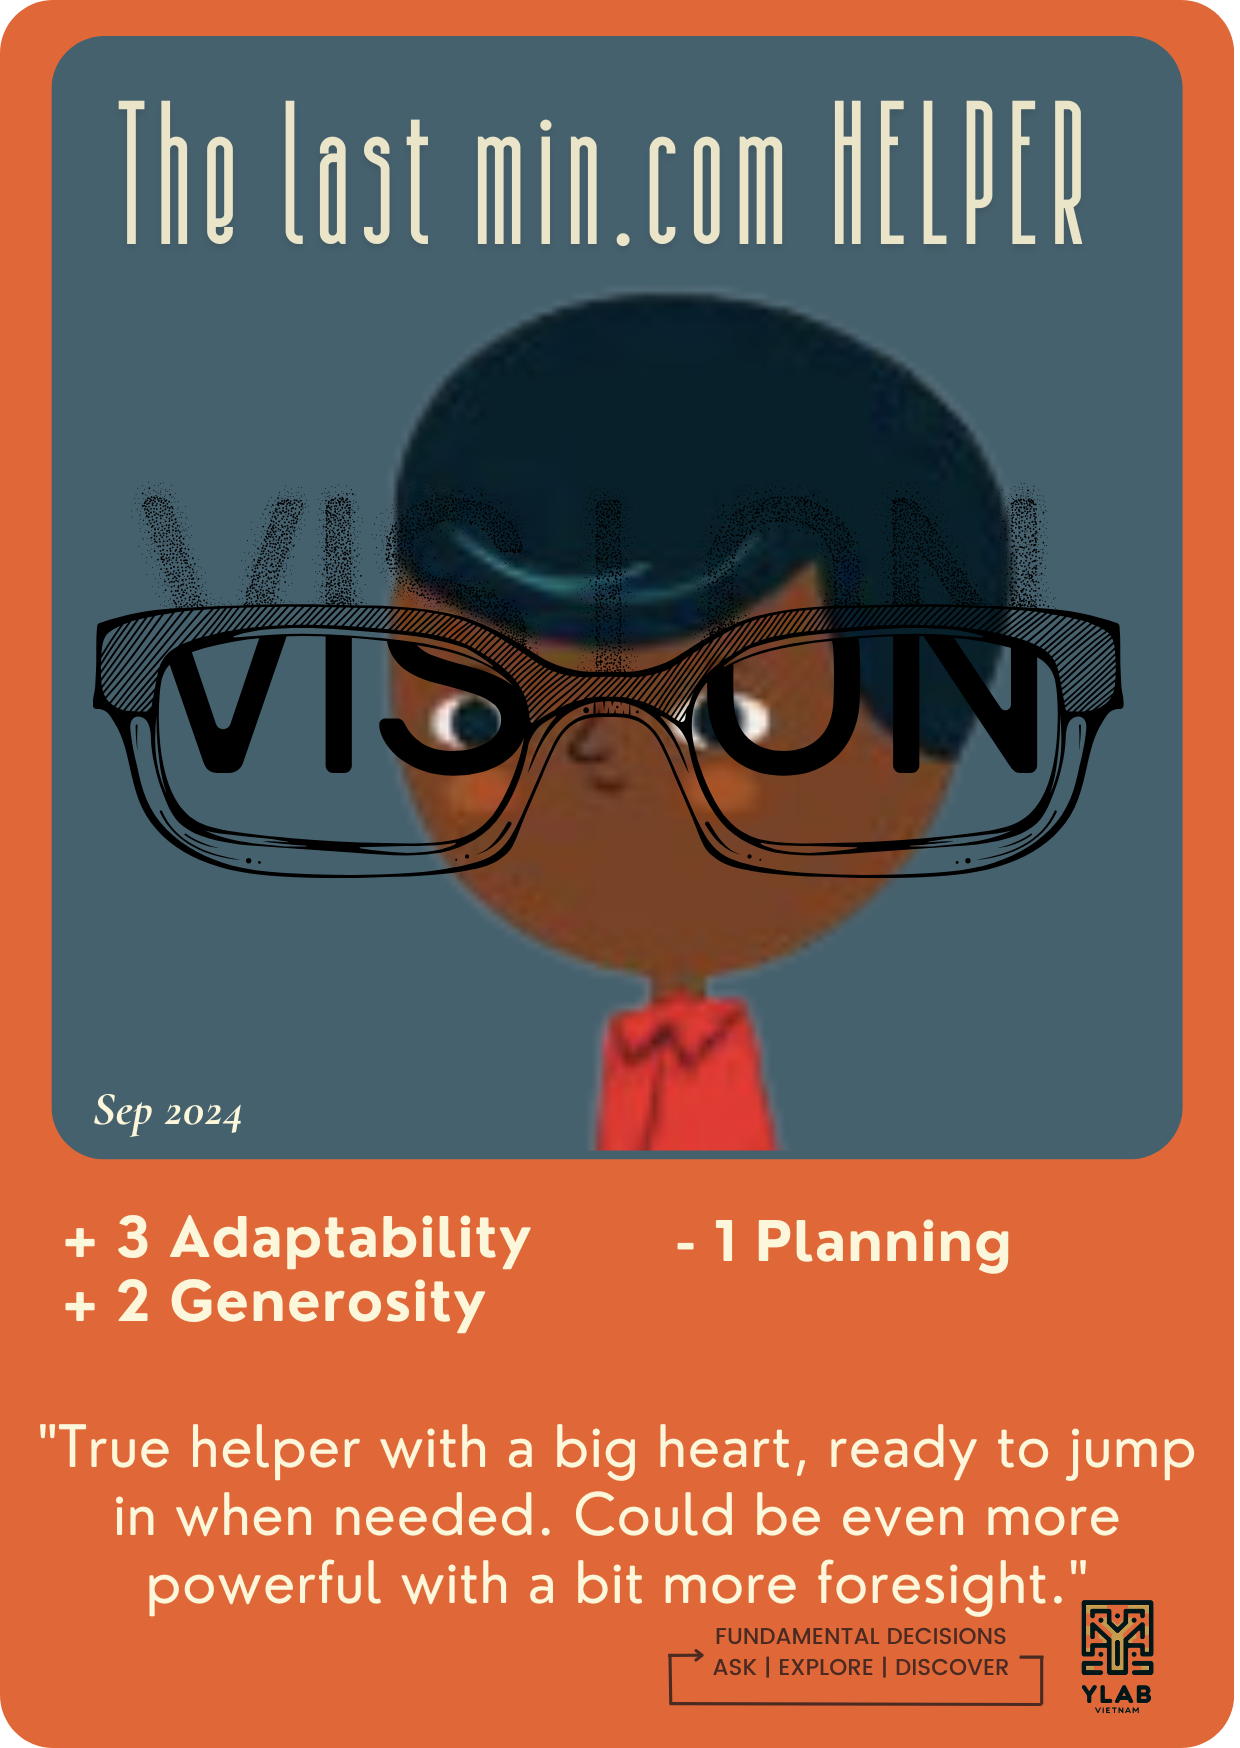 The last min.com HELPER
VISION
Sep 2024
+ 3 Adaptability
- 1 Planning
+ 2 Generosity
"True helper with a big heart, ready to jump
in when needed. Could be even more
powerful with a bit more foresight."
FUNDAMENTAL DECISIONS
ASK | EXPLORE | DISCOVER
YLAB
VIETNAM